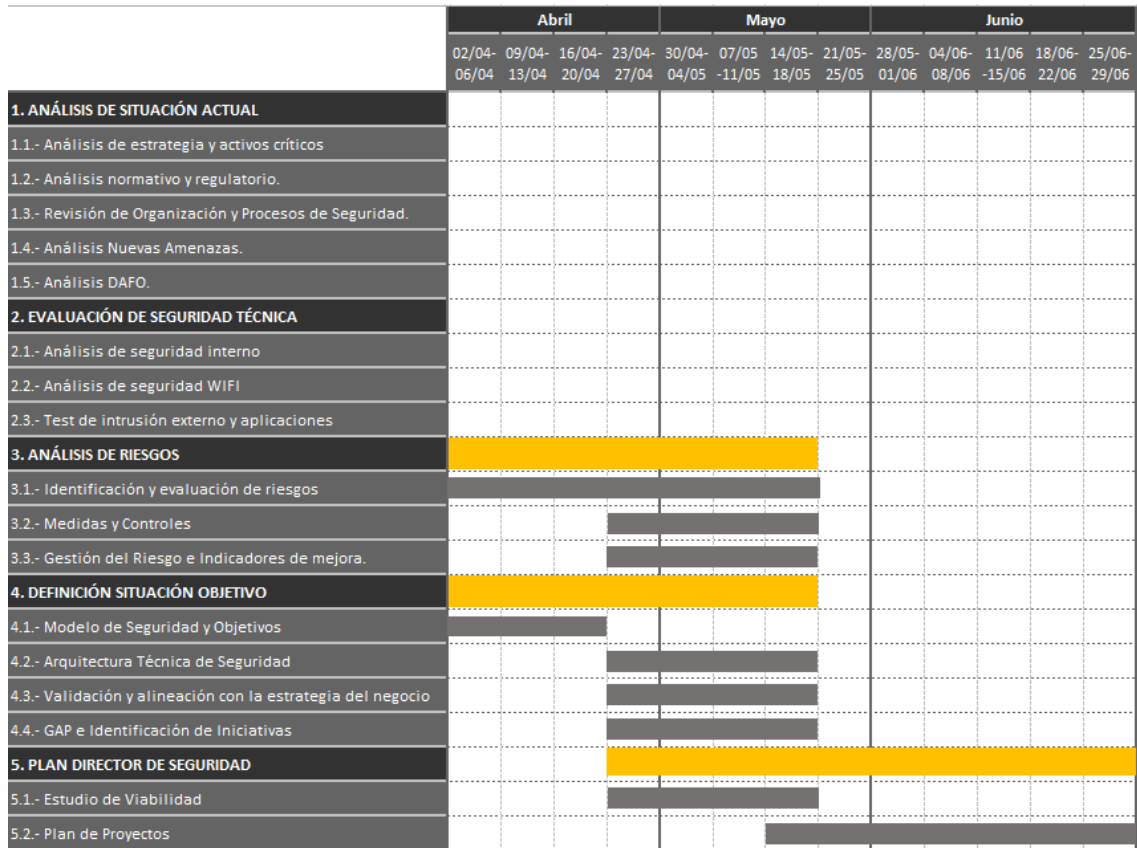 Abril Mayo Junio
02/04- 09/04- 16/04- 23/04- 30/04- 07/05 14/05- 21/05- 28/05- 04/06- 11/06 18/06- 25/06-
06/04 13/04 20/04 27/04 04/05 -11/05 18/05 25/05 01/06 08/06 -15/06 22/06 29/06
1. ANÁLISIS DE SITUACIÓN ACTUAL
1.1.- Análisis de estrategia y activos críticos
1.2.- Análisis normativo y regulatorio.
1.3.- Revisión de Organización y Procesos de Seguridad.
1.4.- Análisis Nuevas Amenazas.
1.5.- Análisis DAFO.
2. EVALUACIÓN DE SEGURIDAD TÉCNICA
2.1.- Análisis de seguridad interno
2.2.- Análisis de seguridad WIFI
2.3.- Test de intrusión externo y aplicaciones
3. ANÁLISIS DE RIESGOS
3.1.- Identificación y evaluación de riesgos
3.2.- Medidas y Controles
3.3.- Gestión del Riesgo e Indicadores de mejora.
4. DEFINICIÓN SITUACIÓN OBJETIVO
4.1.- Modelo de Seguridad y Objetivos
4.2.- Arquitectura Técnica de Seguridad
4.3.- Validación y alineación con la estrategia del negocio
4.4.- GAP e Identificación de Iniciativas
5. PLAN DIRECTOR DE SEGURIDAD
5.1.- Estudio de Viabilidad
5.2.- Plan de Proyectos